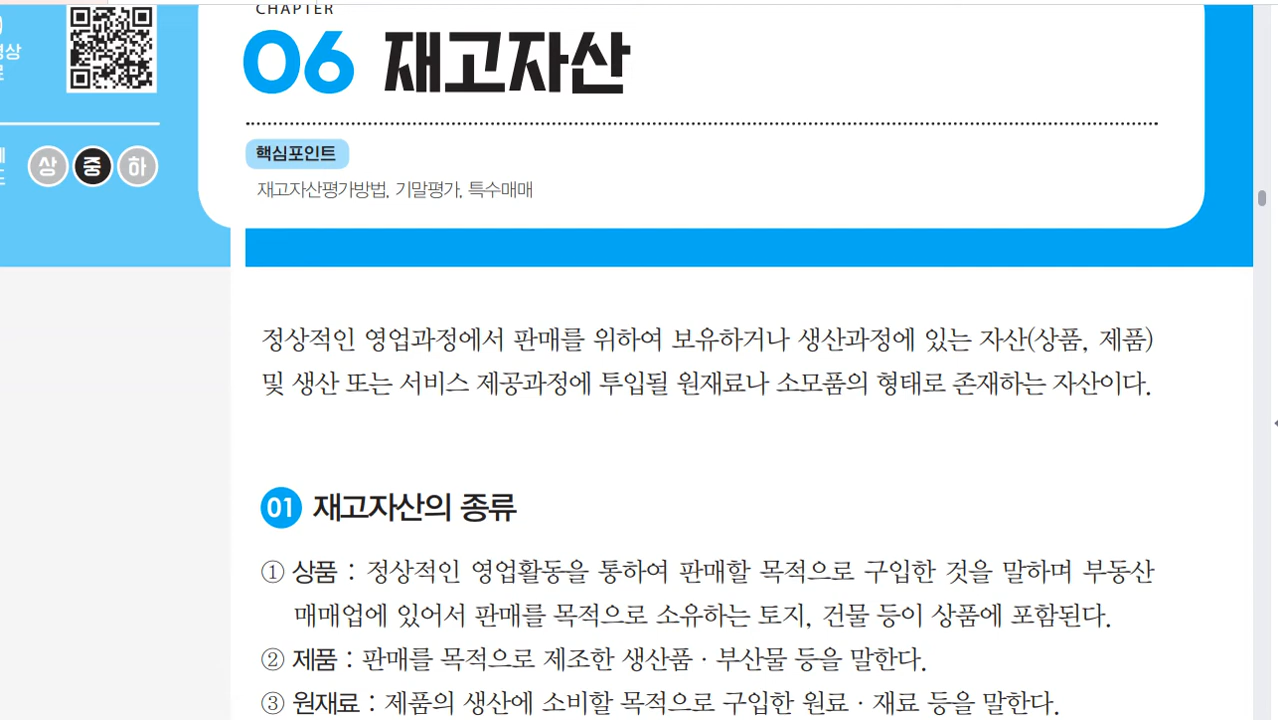 CHAPTER
06 재고자산
핵심포인트
재고자산평가방법, 기말평가, 특수매매
상 중 하
정상적인 영업과정에서 판매를 위하여 보유하거나 생산과정에 있는 자산(상품, 제품)
및 생산 또는 서비스 제공과정에 투입될 원재료나 소모품의 형태로 존재하는 자산이다.
01 재고자산의 종류
① 상품 : 정상적인 영업활동을 통하여 판매할 목적으로 구입한 것을 말하며 부동산
매매업에 있어서 판매를 목적으로 소유하는 토지, 건물 등이 상품에 포함된다.
② 제품 : 판매를 목적으로 제조한 생산품 · 부산물 등을 말한다.
③ 원재료 : 제품의 생산에 소비할 목적으로 구입한 원료 · 재료 등을 말한다.